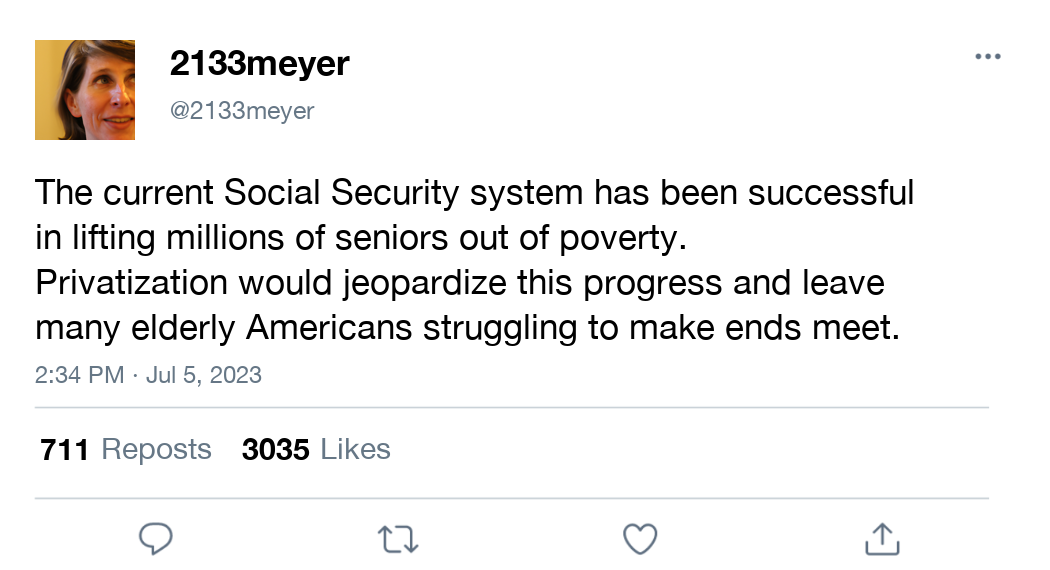 2133meyer
@2133meyer
The current Social Security system has been successful
in lifting millions of seniors out of poverty.
Privatization would jeopardize this progress and leave
many elderly Americans struggling to make ends meet.
2:34 PM · Jul 5, 2023
711 Reposts 3035 Likes